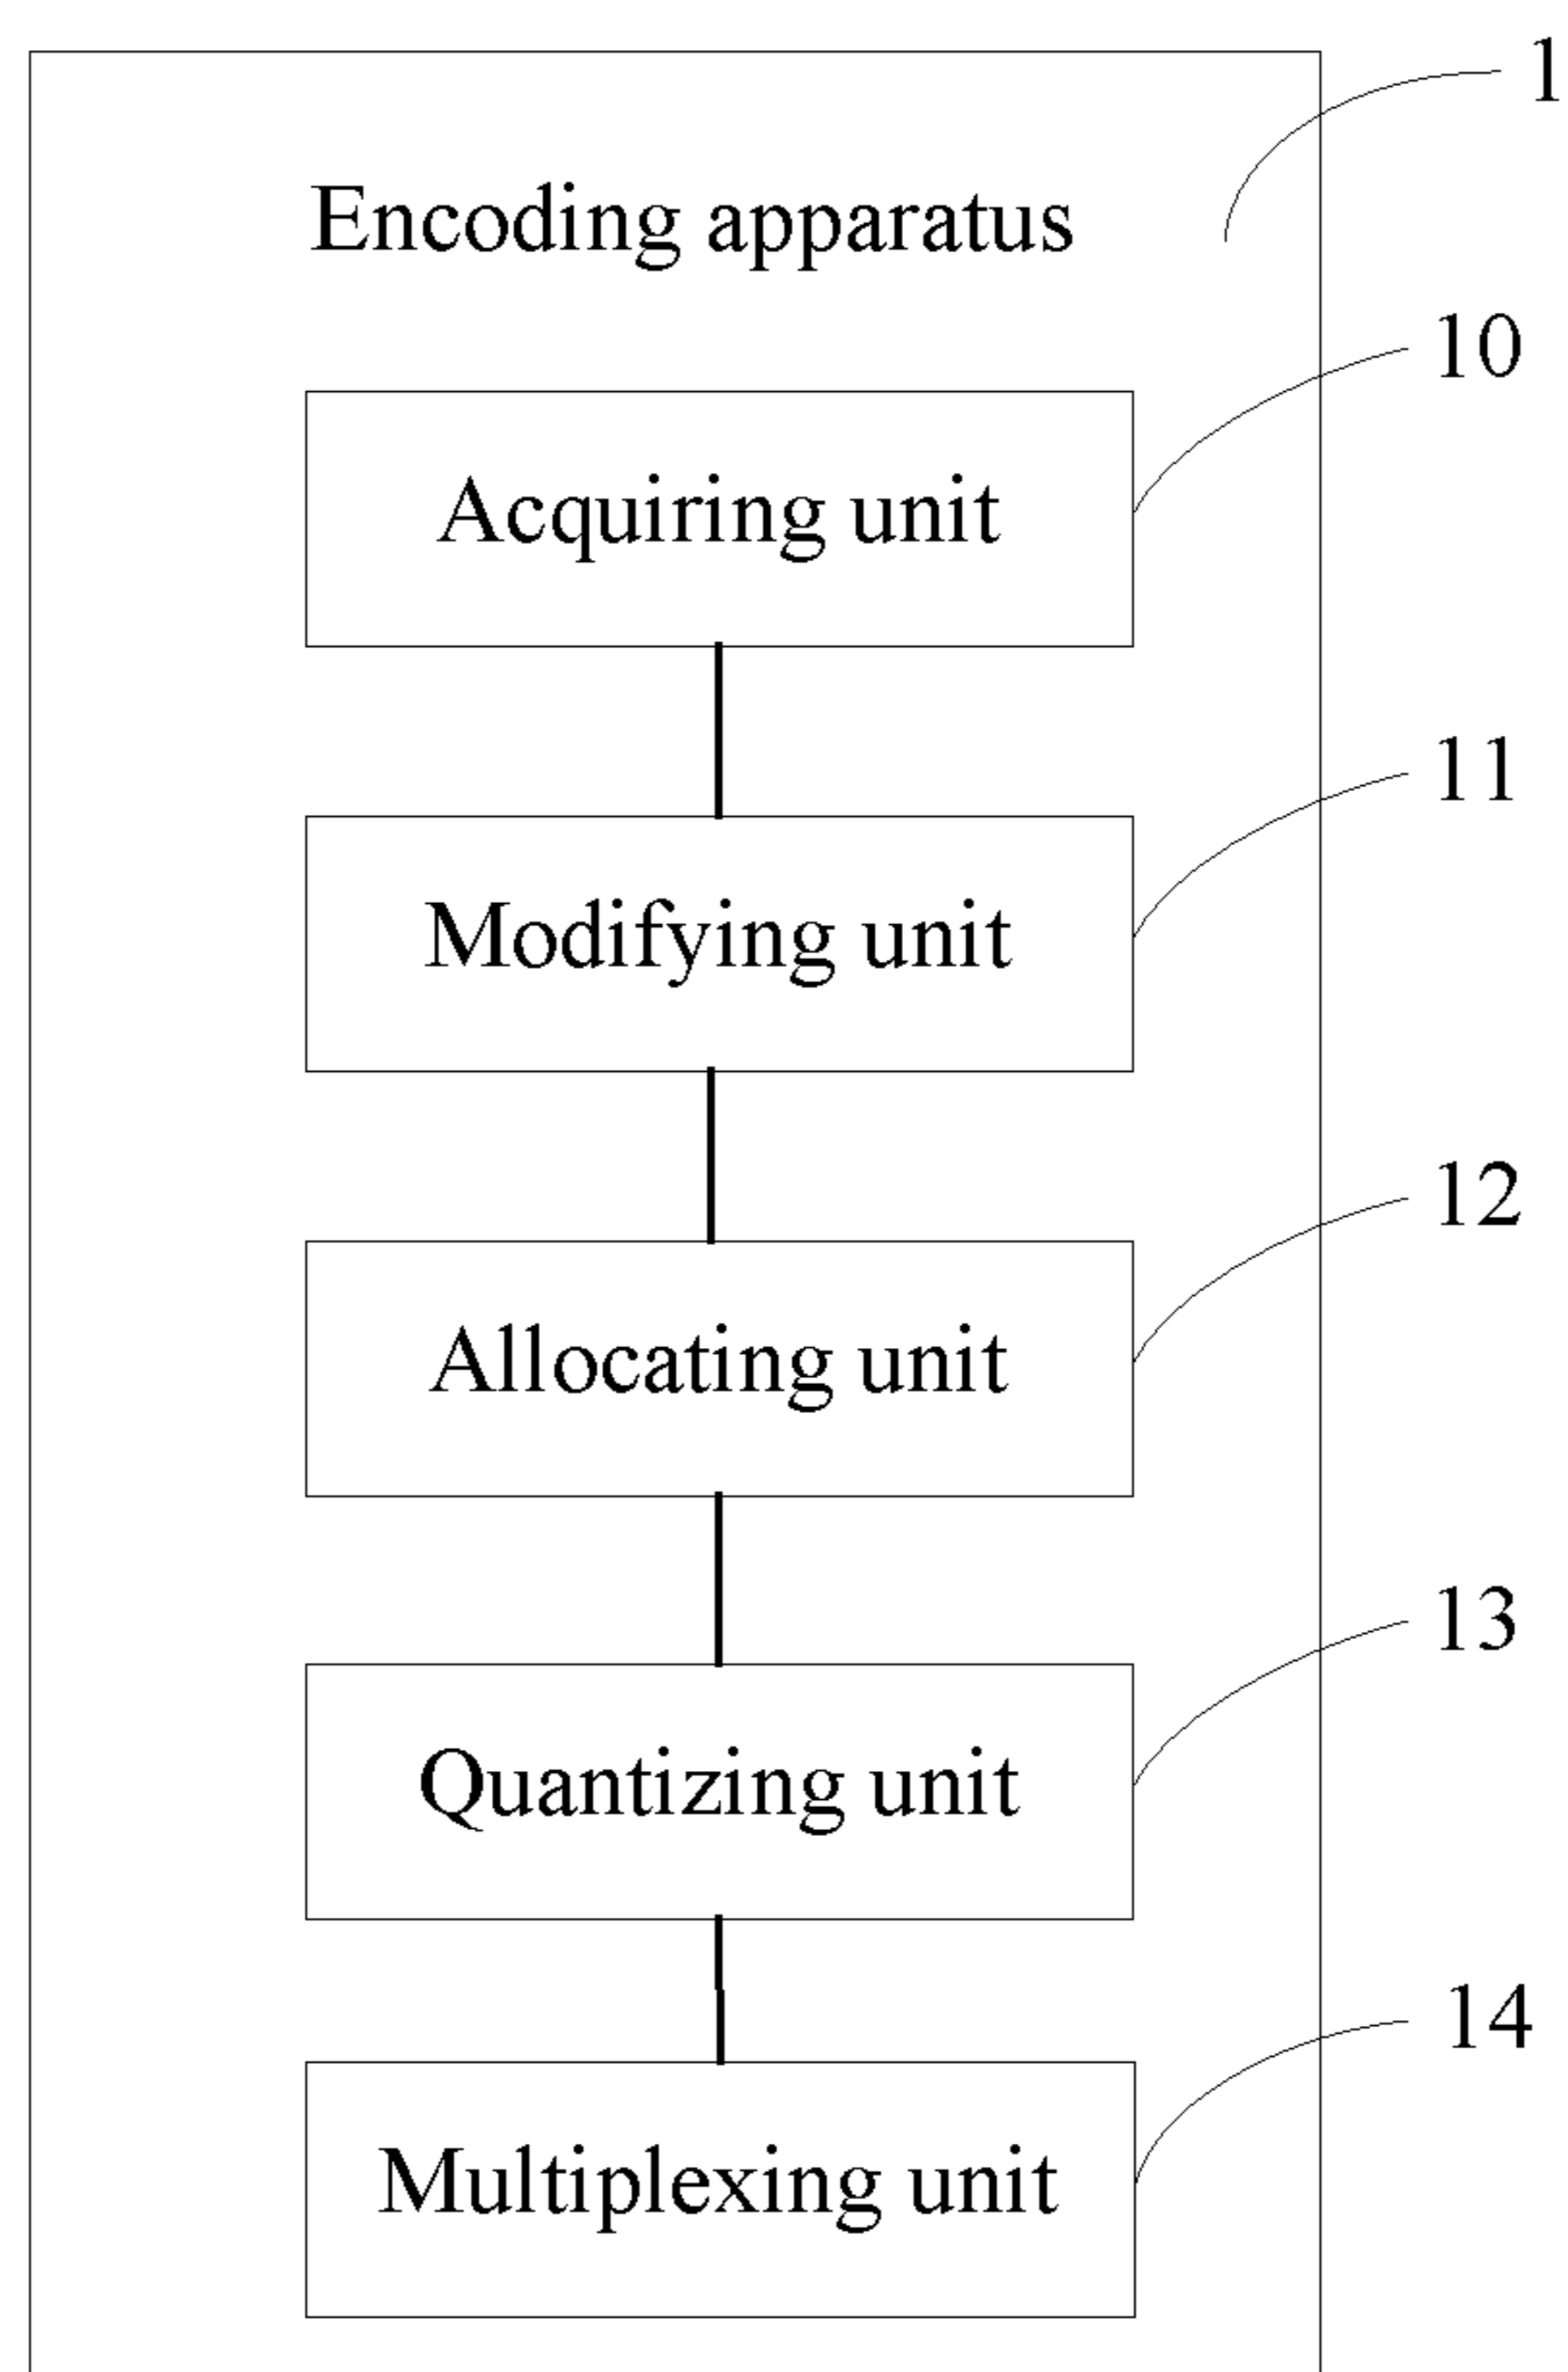 1
Encoding apparatus
10
Acquiring unit
11
Modifying unit
12
Allocating unit
13
Quantizing unit
14
Multiplexing unit